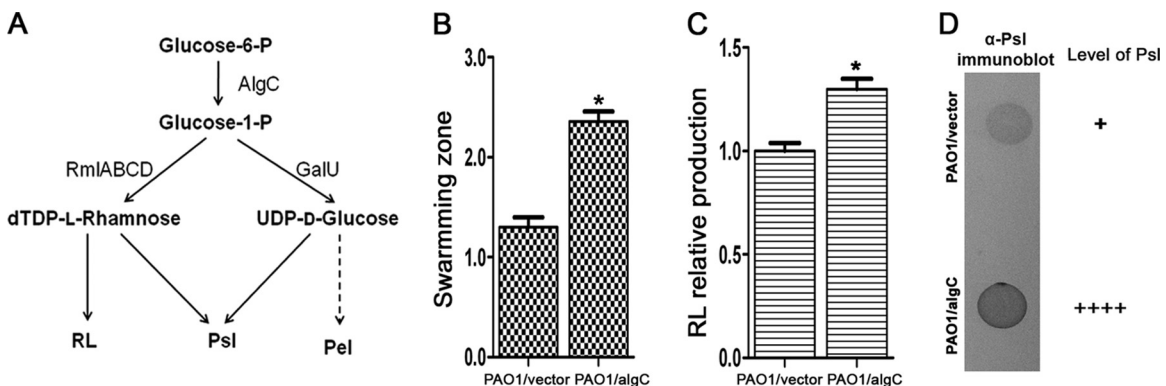 A
Glucose-6-P
AlgC
Glucose-1-P
RmlABCD
GalU
dTDP-L-Rhamnose
UDP-D-Glucose
RL
Psl
Pel
B
Swarmming zone
3.0
2.0
1.0
0.0
*
PAO1/vector
PAO1/algC
C
RL relative production
1.5
1.0
0.5
0.0
*
PAO1/vector
PAO1/algC
D
α-Psl
immunoblot
Level of Psl
PAO1/vector
+
PAO1/algC
++++